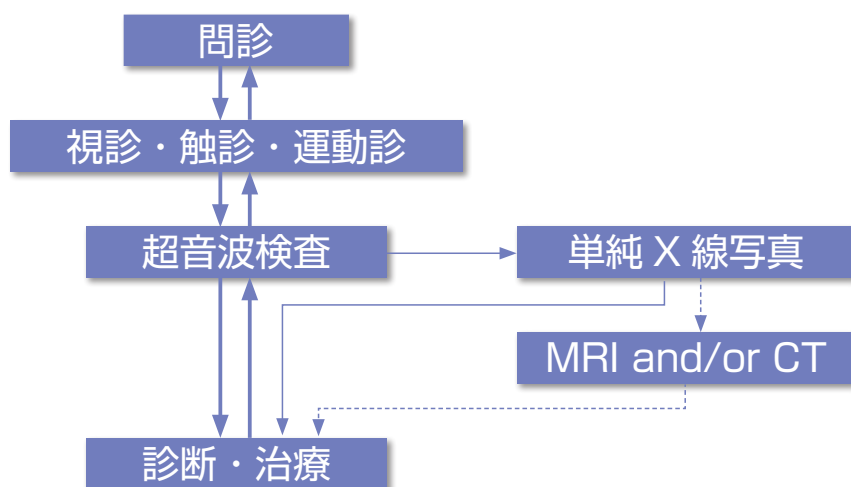 問診
視診・触診・運動診
超音波検査
単純 X 線写真
MRI and/or CT
診断・治療